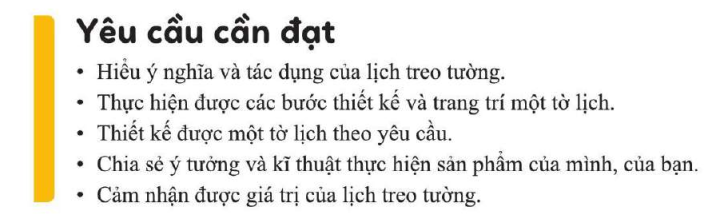 Yêu cầu cần đạt
• Hiểu ý nghĩa và tác dụng của lịch treo tường.
• Thực hiện được các bước thiết kế và trang trí một tờ lịch.
• Thiết kế được một tờ lịch theo yêu cầu.
• Chia sẻ ý tưởng và kĩ thuật thực hiện sản phẩm của mình, của bạn.
• Cảm nhận được giá trị của lịch treo tường.